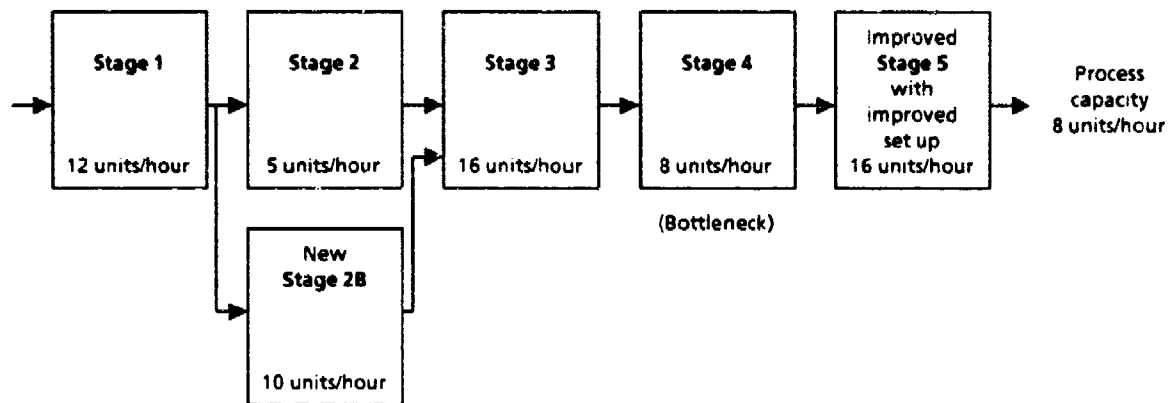 Stage 1
12 units/hour
Stage 2
5 units/hour
Stage 3
16 units/hour
Stage 4
8 units/hour
(Bottleneck)
Improved
Stage 5
with
improved
set up
16 units/hour
Process
capacity
8 units/hour
New
Stage 2B
10 units/hour